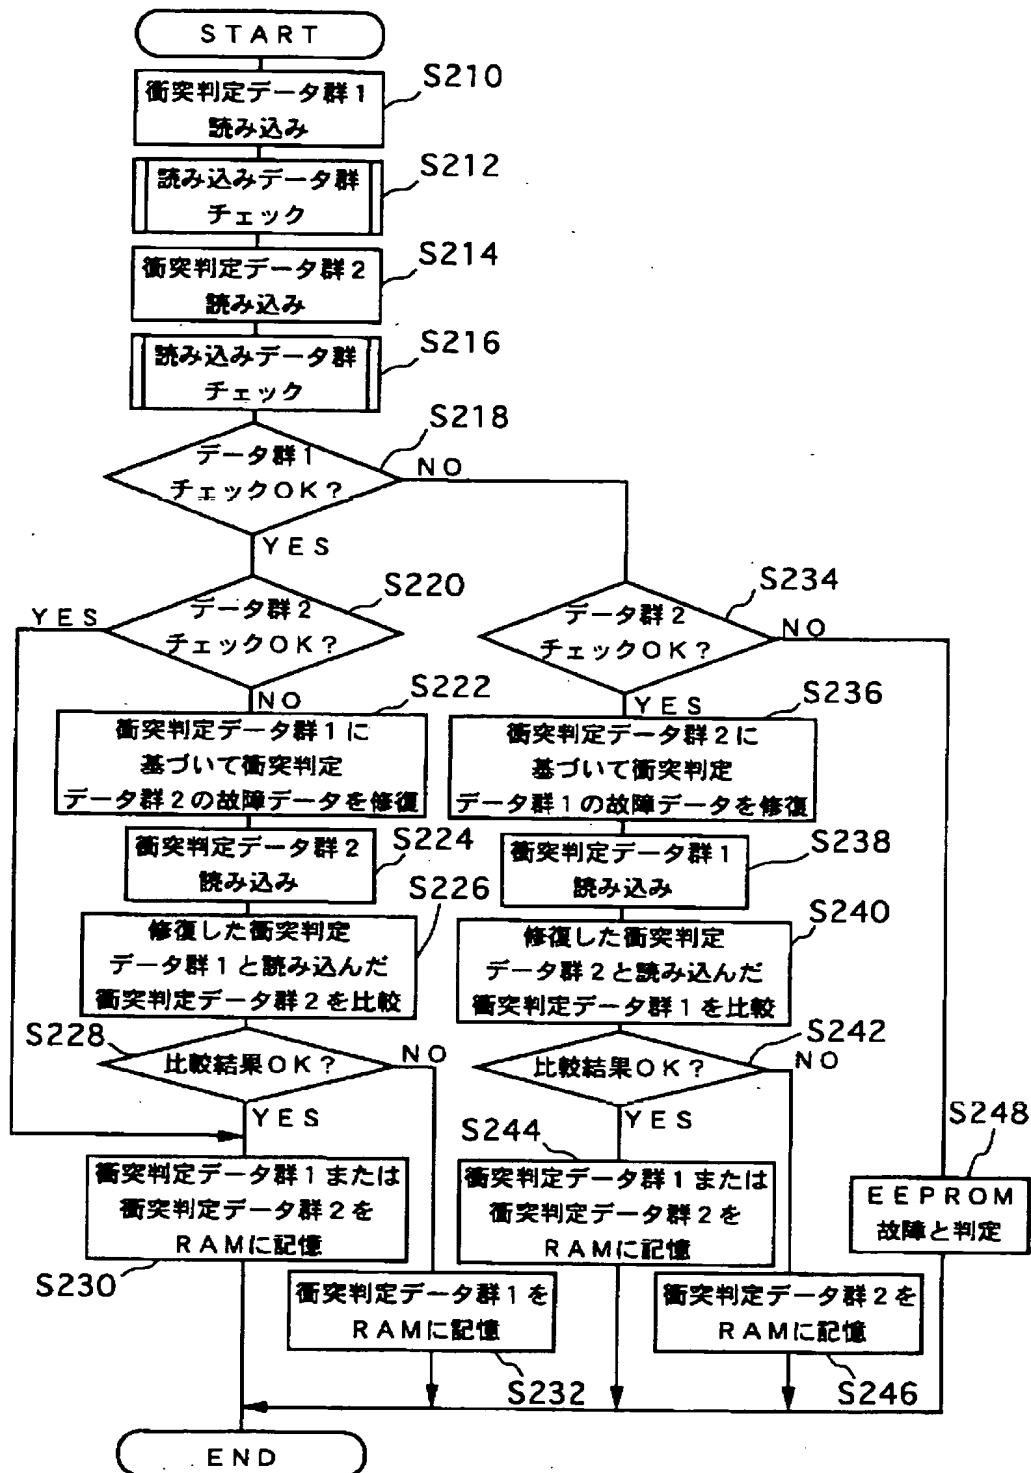 START
S210
衝突判定データ群1
読み込み
S212
読み込みデータ群
チェック
S214
衝突判定データ群2
読み込み
S216
読み込みデータ群
チェック
S218
データ群1
チェックOK?
NO
YES
S220
データ群2
チェックOK?
YES
NO
S234
データ群2
チェックOK?
NO
YES
S222
衝突判定データ群1に
基づいて衝突判定
データ群2の故障データを修復
S236
衝突判定データ群2に
基づいて衝突判定
データ群1の故障データを修復
S224
衝突判定データ群2
読み込み
S238
衝突判定データ群1
読み込み
S226
修復した衝突判定
データ群1と読み込んだ
衝突判定データ群2を比較
S240
修復した衝突判定
データ群2と読み込んだ
衝突判定データ群1を比較
S228
比較結果OK?
NO
YES
S242
比較結果OK?
NO
YES
S244
衝突判定データ群1または
衝突判定データ群2を
RAMに記憶
S230
衝突判定データ群1または
衝突判定データ群2を
RAMに記憶
S248
EEPROM
故障と判定
衝突判定データ群1を
RAMに記憶
S232
衝突判定データ群2を
RAMに記憶
S246
END